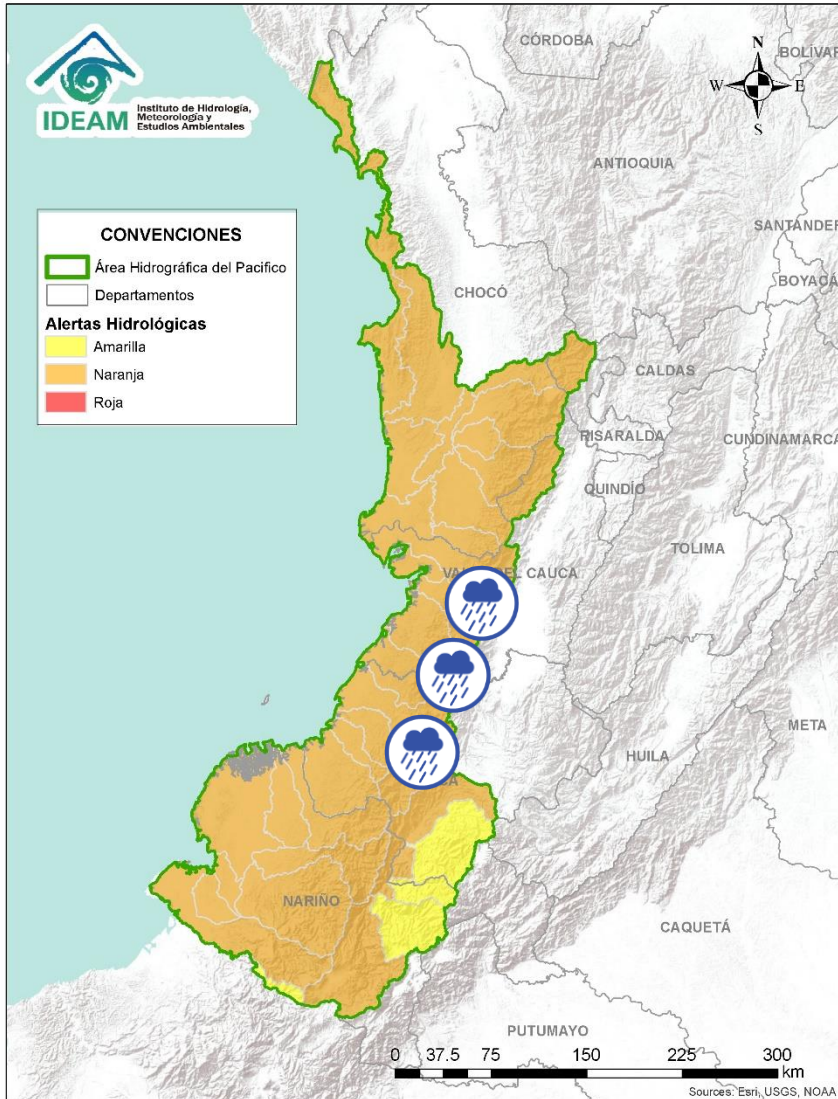 IDEAM
Instituto de Hidrología,
Meteorología y
Estudios Ambientales
CÓRDOBA
BOLÍVAR
N
W
E
S
ANTIOQUIA
SANTANDER
BOYACÁ
CONVENCIONES
Área Hidrográfica del Pacifico
Departamentos
Alertas Hidrológicas
Amarilla
Naranja
Roja
CHOCÓ
CALDAS
RISARALDA
CUNDINAMARCA
QUINDÍO
TOLIMA
CAUCA
META
HUILA
NARIÑO
CAQUETÁ
PUTUMAYO
0 37.5 75 150 225 300
km
Sources: Esri, USGS, NOAA